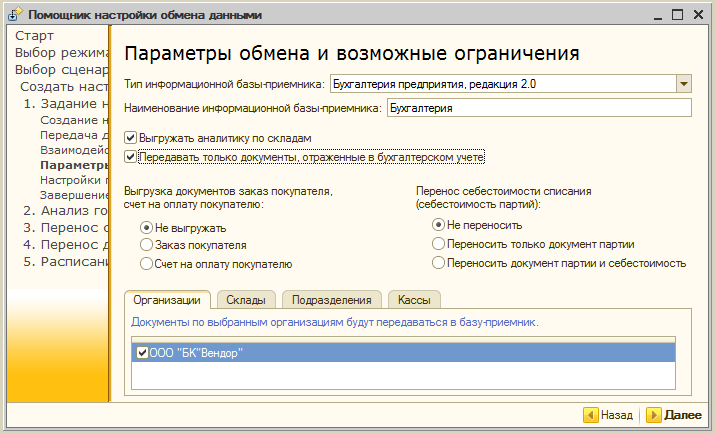 Помощник настройки обмена данными
Старт
Выбор режима
Выбор сценар
Создать наст
1. Задание н
Создание н
Передача д
Взаимодейс
Параметры
Настройки п
Завершение
2. Анализ го
3. Перенос с
4. Перенос д
5. Расписани
Параметры обмена и возможные ограничения
Тип информационной базы-приемника: Бухгалтерия предприятия, редакция 2.0
Наименование информационной базы-приемника: Бухгалтерия
Выгружать аналитику по складам
Передавать только документы, отраженные в бухгалтерском учете
Выгрузка документов заказ покупателя,
счет на оплату покупателю:
Не выгружать
Заказ покупателя
Счет на оплату покупателю
Перенос себестоимости списания
(себестоимость партий):
Не переносить
Переносить только документ партии
Переносить документ партии и себестоимость
Организации Склады Подразделения Кассы
Документы по выбранным организациям будут передаваться в базу-приемник.
ООО "БК"Вендор"
Назад Далее